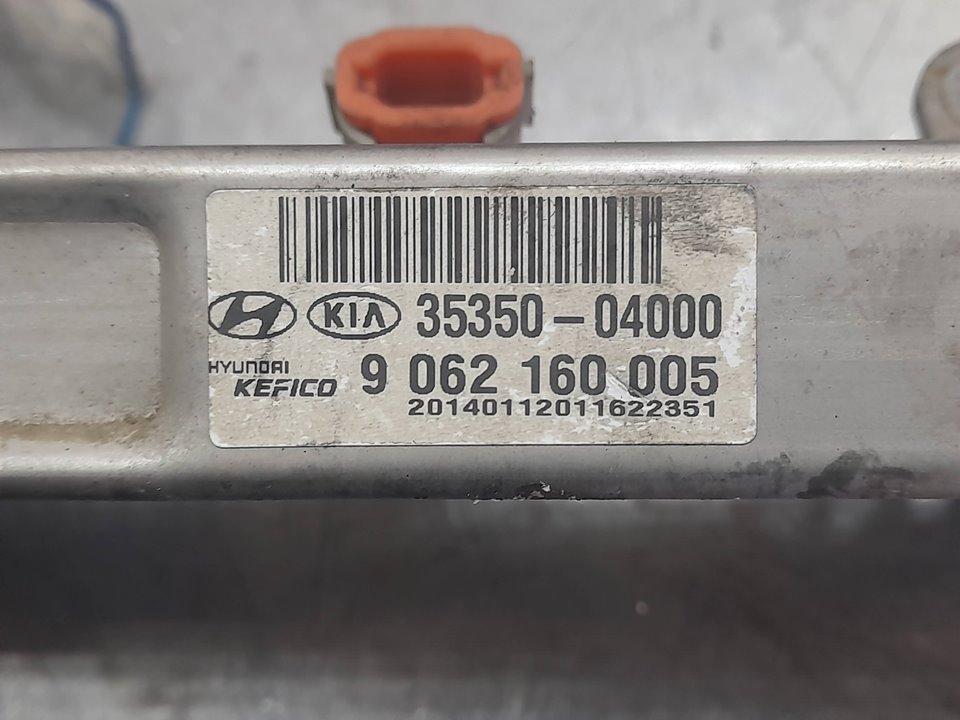 KIA 35350-04000
HYUNDAI
KEFICO 9 062 160 005
20140112011622351